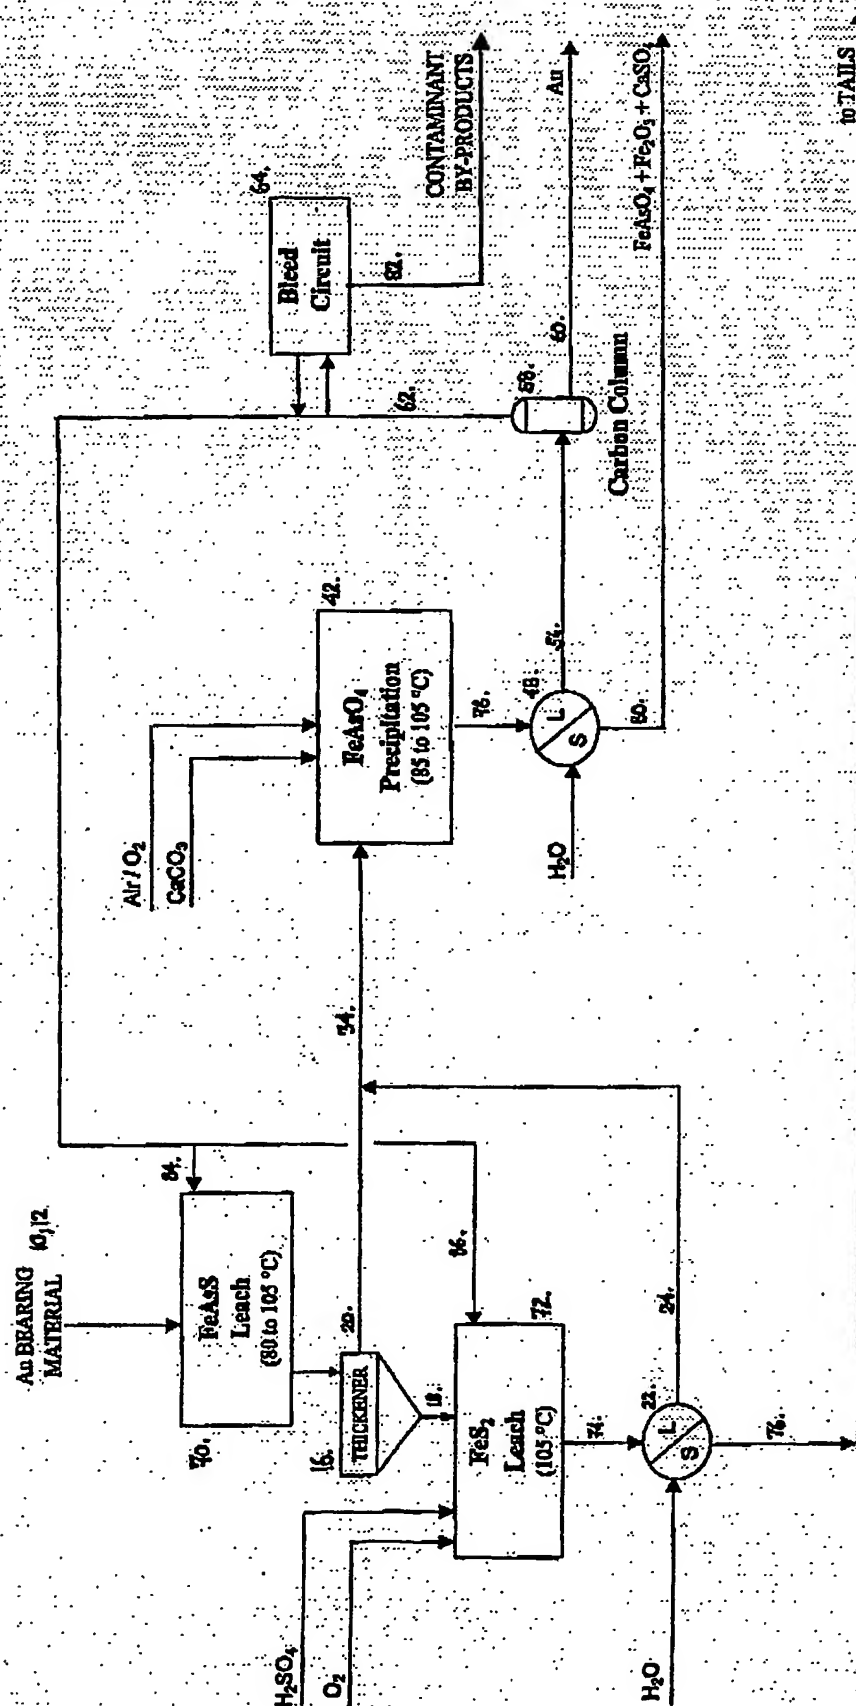 Au BEARING
MATERIAL
70.
FeAsS
Leach
(80 to 105 °C)
84.
16.
THICKENER
20.
18.
H₂SO₄
O₂
FeS₂
Leach
(105 °C)
72.
86.
74.
22.
L
S
24.
76.
H₂O
34.
Air / O₂
CaCO₃
42.
FeAsO₄
Precipitation
(85 to 105 °C)
78.
48.
L
S
54.
80.
H₂O
62.
64.
Bleed
Circuit
82.
CONTAMINANT
BY-PRODUCTS
58.
Carbon Column
60.
Au
FeAsO₄ + Fe₂O₃ + CaSO₄
to TAILS